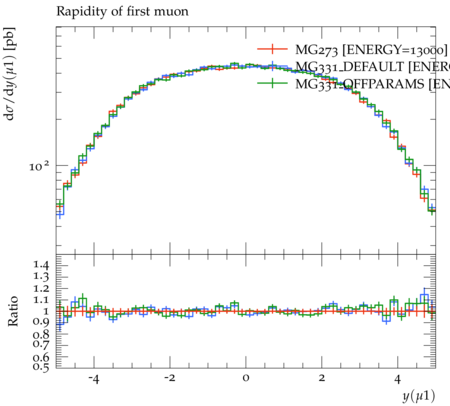 Rapidity of first muon
dσ/dy(μ1) [pb]
MG273 [ENERGY=13000]
MG331_DEFAULT [ENERG
MG331_OFFPARAMS [EN
10²
1.4
1.3
1.2
1.1
1
0.9
0.8
0.7
0.6
0.5
Ratio
-4 -2 0 2 4
y(μ1)